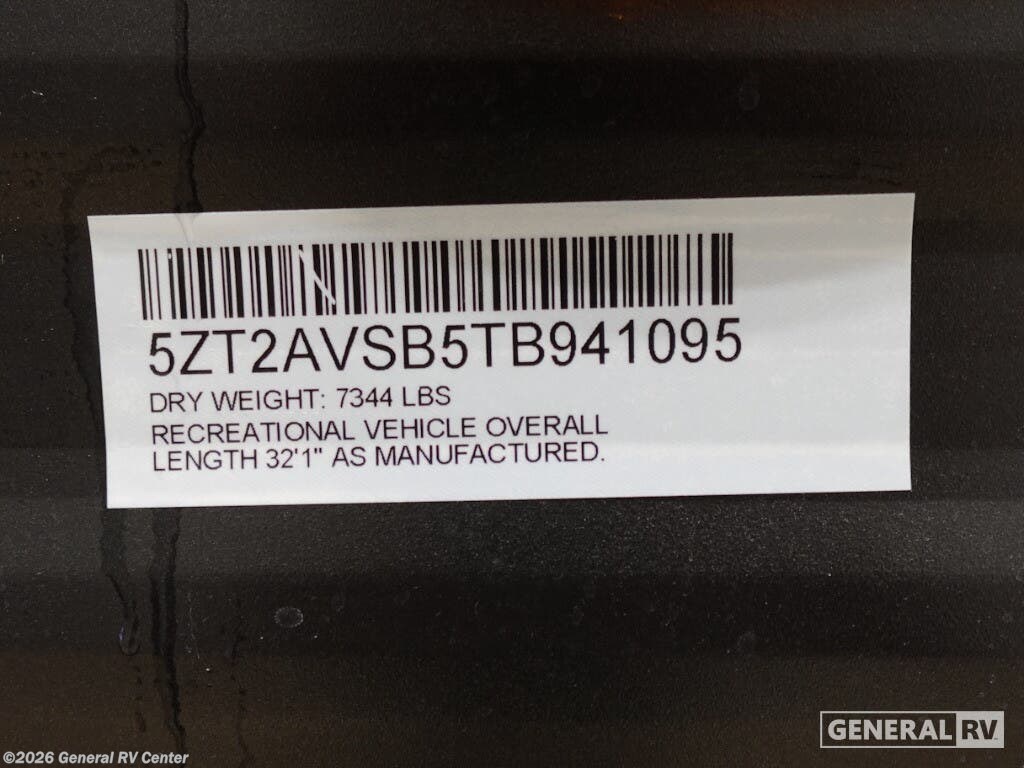 5ZT2AVSB5TB941095
DRY WEIGHT: 7344 LBS
RECREATIONAL VEHICLE OVERALL
LENGTH 32'1" AS MANUFACTURED.
GENERAL RV
©2026 General RV Center